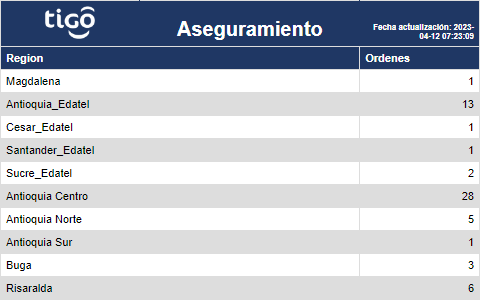 tigo
Aseguramiento
Fecha actualización: 2023-
04-12 07:23:09
Region Ordenes
Magdalena 1
Antioquia_Edatel 13
Cesar_Edatel 1
Santander_Edatel 1
Sucre_Edatel 2
Antioquia Centro 28
Antioquia Norte 5
Antioquia Sur 1
Buga 3
Risaralda 6